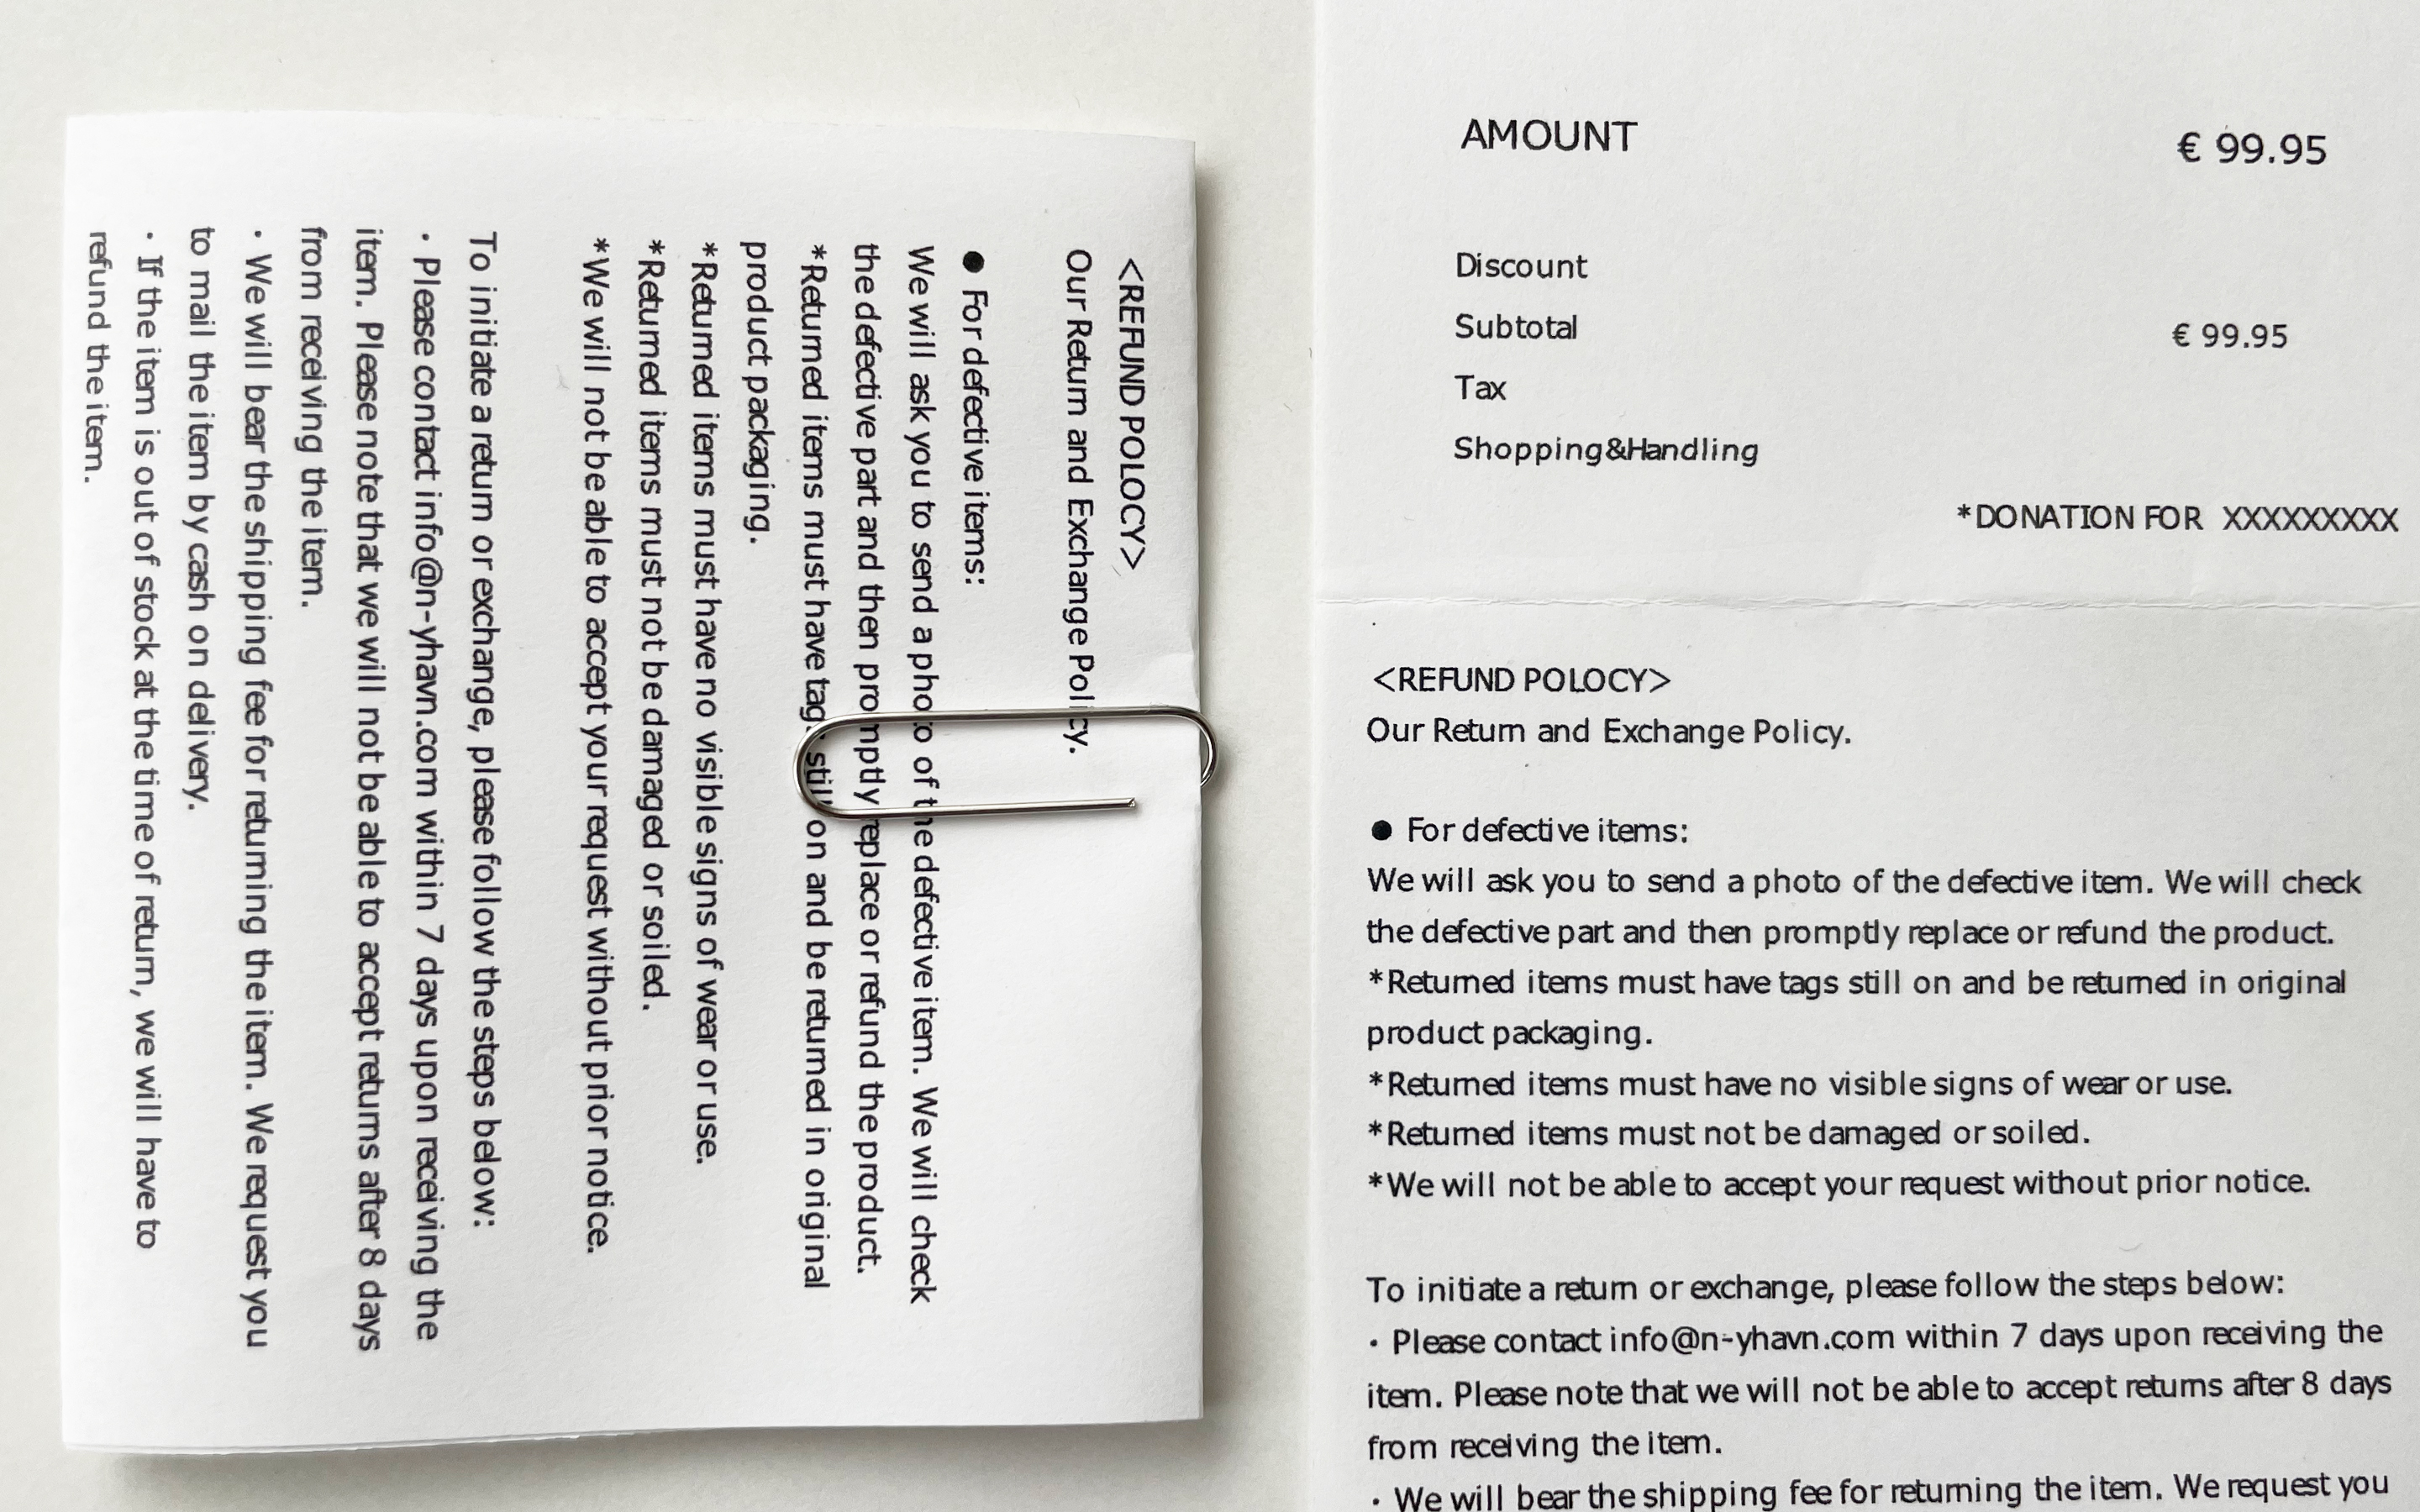 <REFUND POLOCY>
Our Return and Exchange Policy.
● For defective items:
We will ask you to send a photo of the defective item. We will check
the defective part and then promptly replace or refund the product.
*Returned items must have tags still on and be returned in original
product packaging.
*Returned items must have no visible signs of wear or use.
*Returned items must not be damaged or soiled.
*We will not be able to accept your request without prior notice.
To initiate a return or exchange, please follow the steps below:
・Please contact info@n-yhavn.com within 7 days upon receiving the
item. Please note that we will not be able to accept returns after 8 days
from receiving the item.
・We will bear the shipping fee for returning the item. We request you
to mail the item by cash on delivery.
・If the item is out of stock at the time of return, we will have to
refund the item.
AMOUNT € 99.95
Discount
Subtotal € 99.95
Tax
Shopping&Handling
*DONATION FOR XXXXXXXXX
<REFUND POLOCY>
Our Return and Exchange Policy.
● For defective items:
We will ask you to send a photo of the defective item. We will check
the defective part and then promptly replace or refund the product.
*Returned items must have tags still on and be returned in original
product packaging.
*Returned items must have no visible signs of wear or use.
*Returned items must not be damaged or soiled.
*We will not be able to accept your request without prior notice.
To initiate a return or exchange, please follow the steps below:
・Please contact info@n-yhavn.com within 7 days upon receiving the
item. Please note that we will not be able to accept returns after 8 days
from receiving the item.
・We will bear the shipping fee for returning the item. We request you